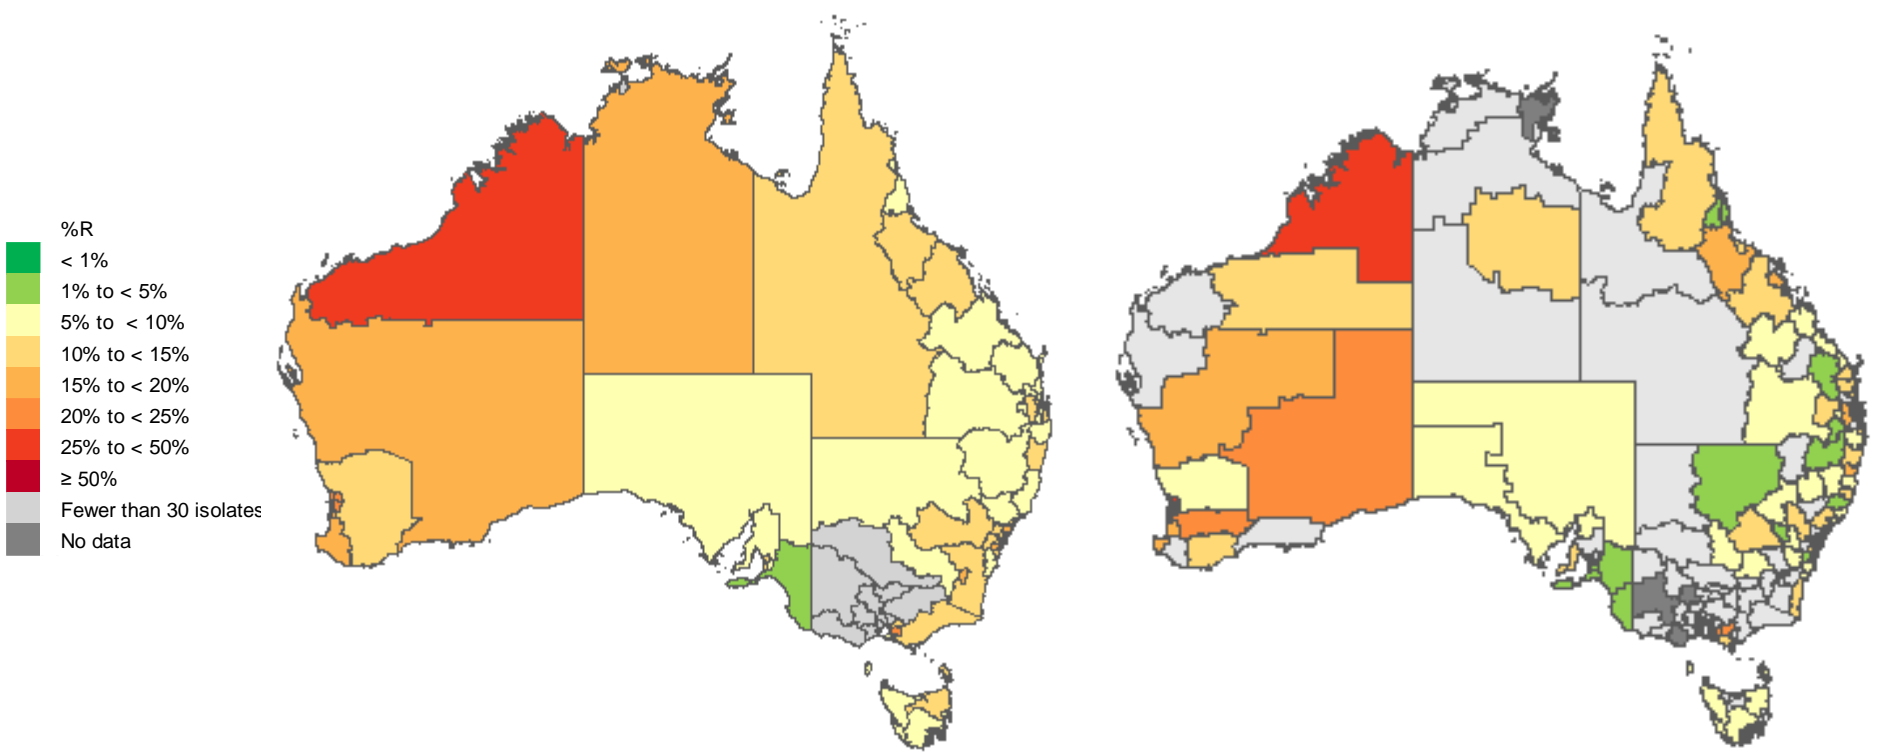 %R
< 1%
1% to < 5%
5% to  < 10%
10% to < 15%
15% to < 20%
20% to < 25%
25% to < 50%
≥ 50%
Fewer than 30 isolates
No data